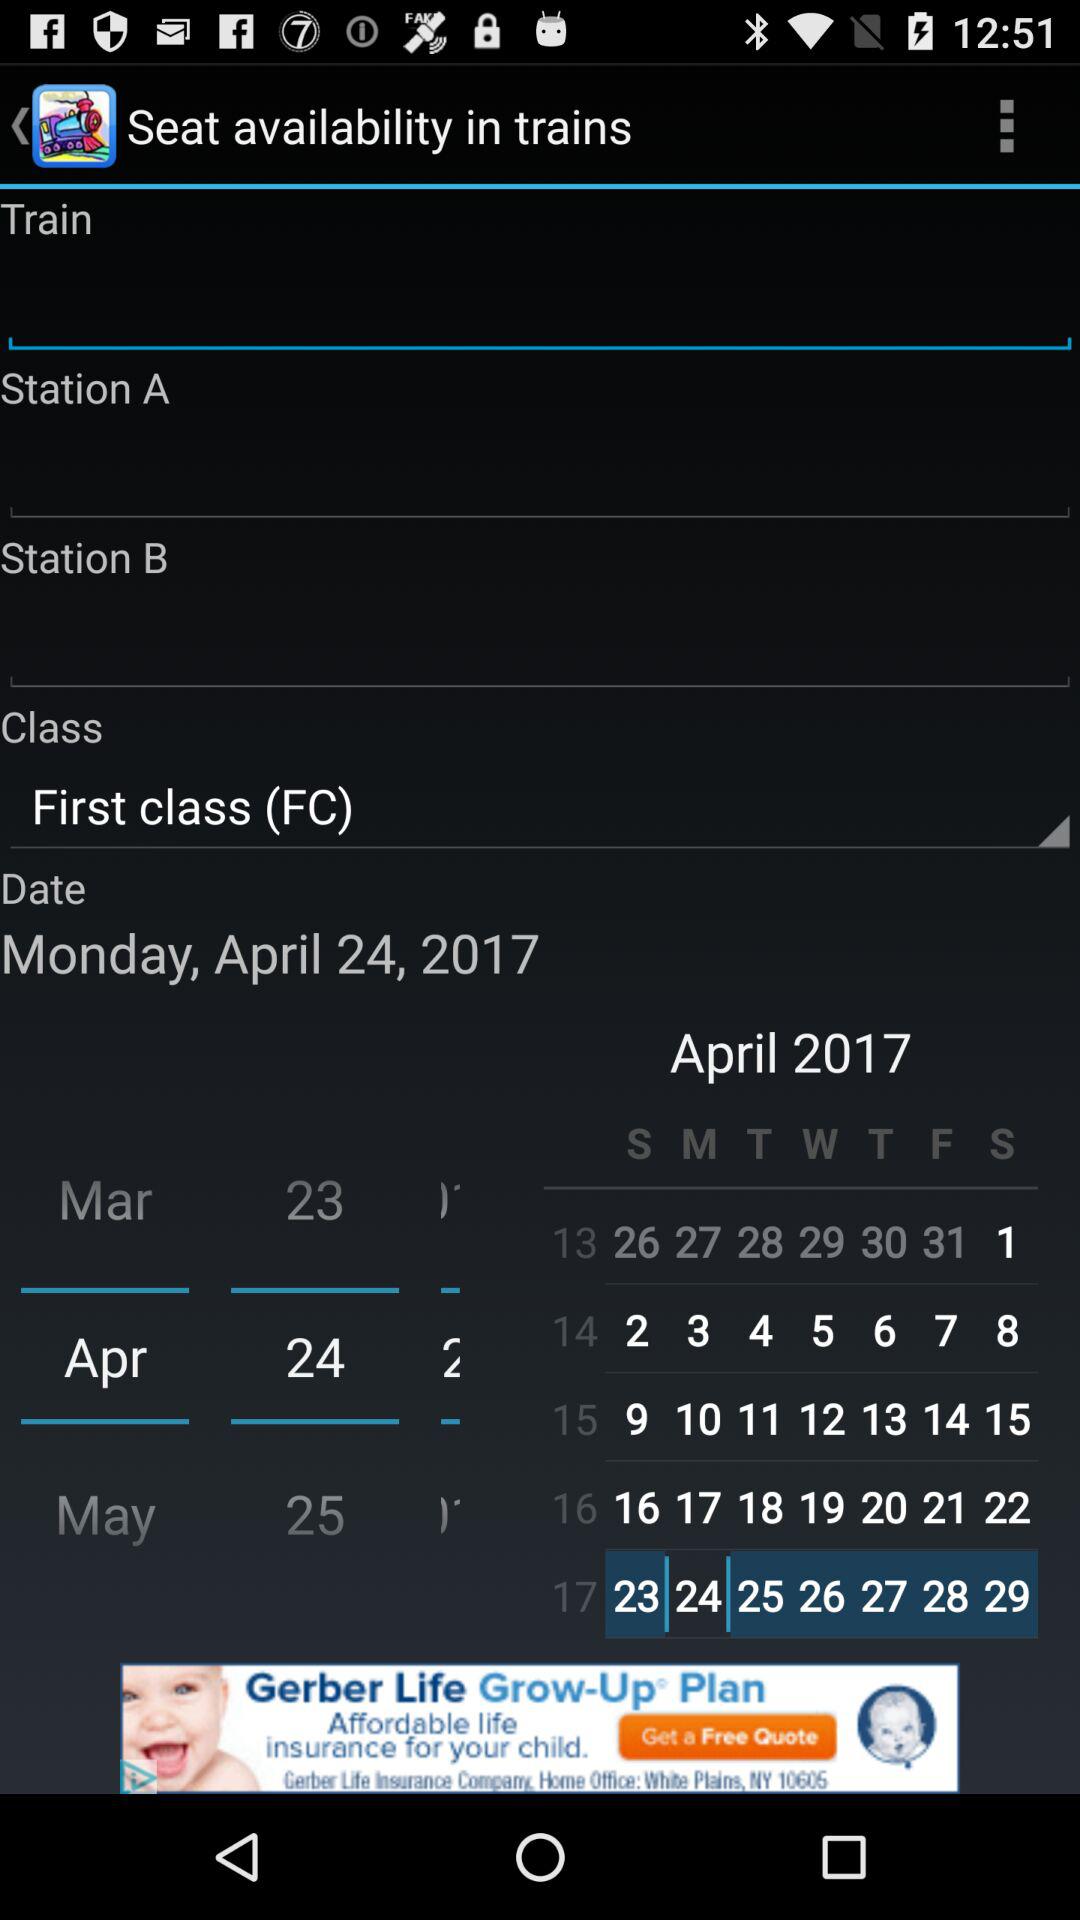 FAKE 12:51
Seat availability in trains
Train
Station A
Station B
Class
First class (FC)
Date
Monday, April 24, 2017
April 2017
S M T W T F S
Mar 23
13 26 27 28 29 30 31 1
14 2 3 4 5 6 7 8
Apr 24
15 9 10 11 12 13 14 15
May 25
16 16 17 18 19 20 21 22
17 23 24 25 26 27 28 29
Gerber Life Grow-Up® Plan
Affordable life
insurance for your child.
Get a Free Quote
Gerber Life Insurance Company, Home Office: White Plains, NY 10605